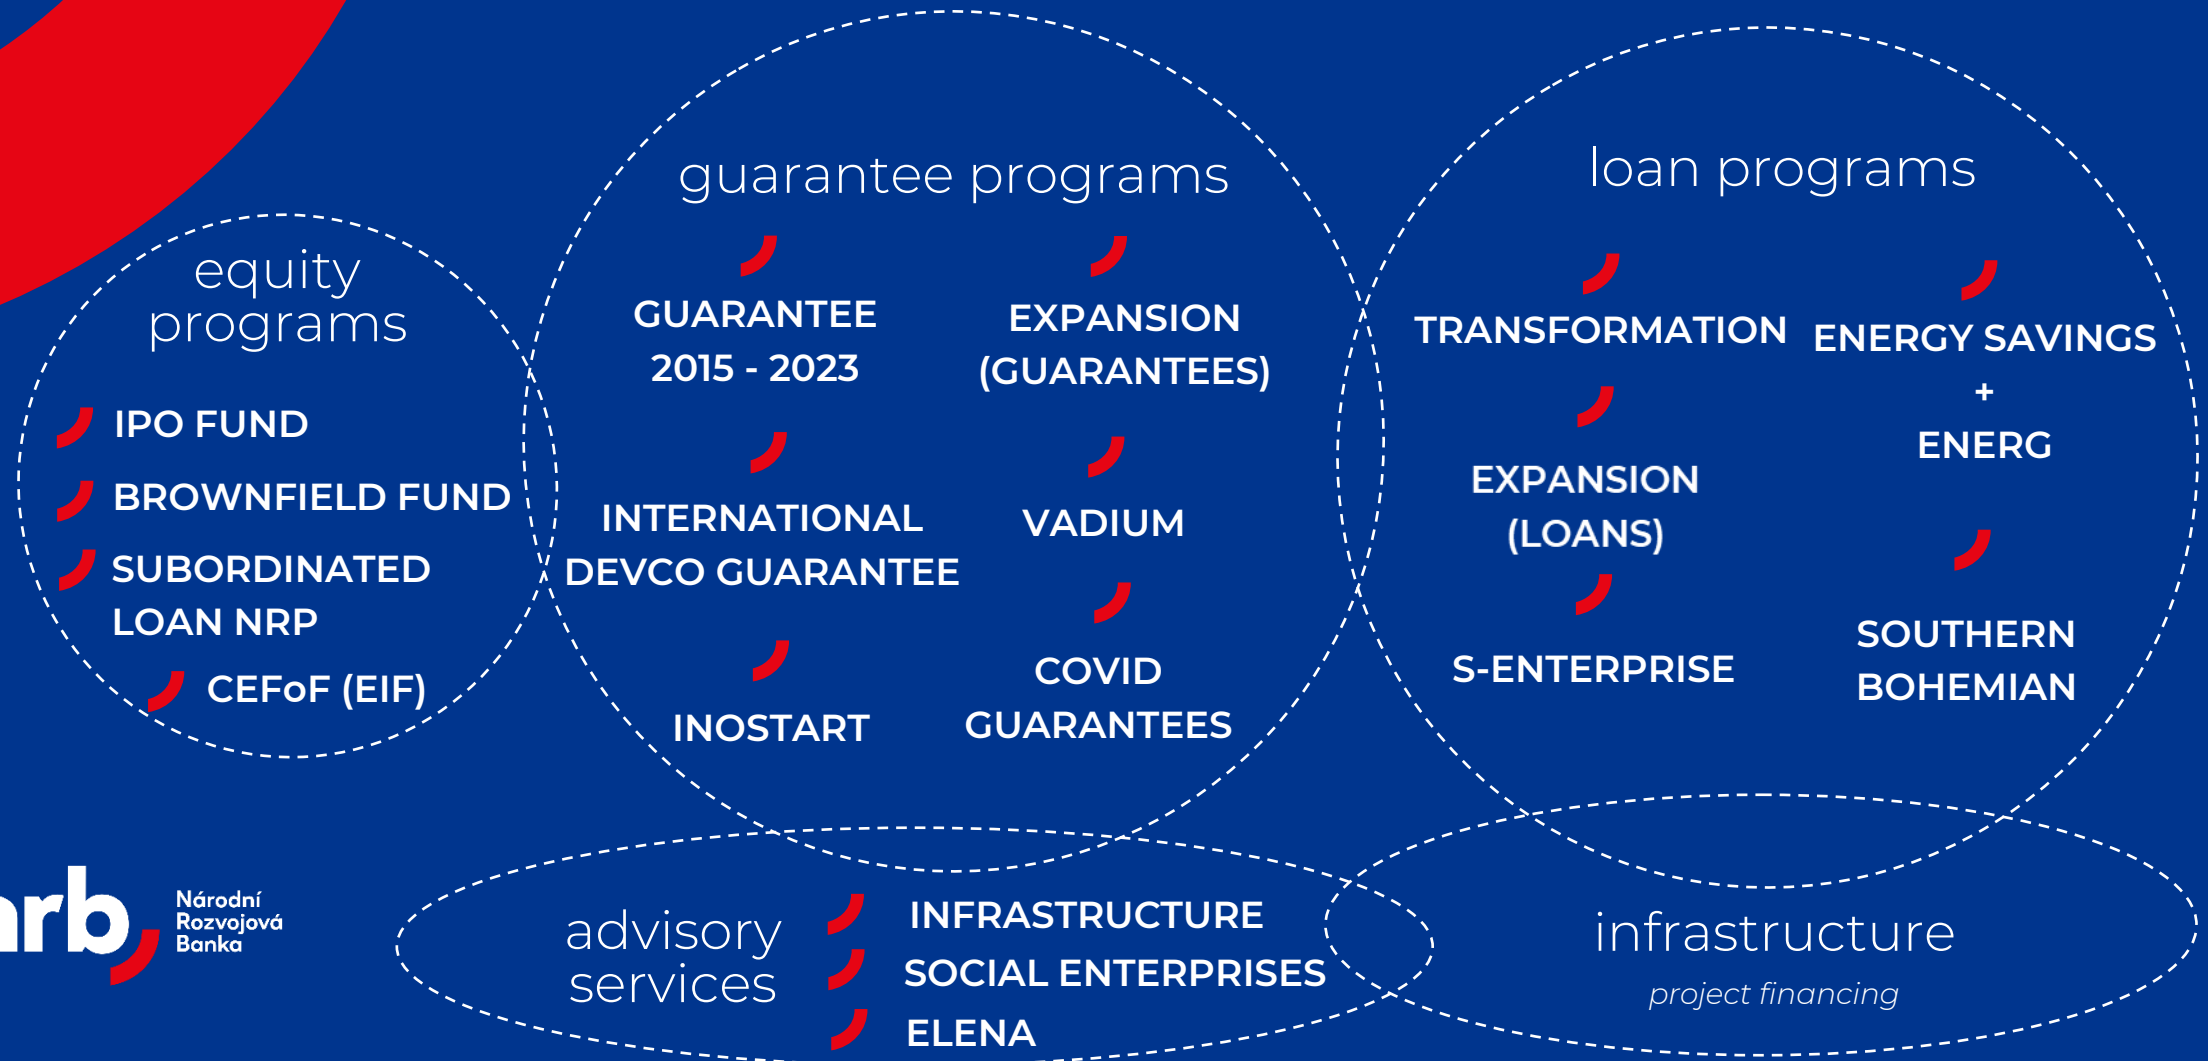 equity
programs
IPO FUND
BROWNFIELD FUND
SUBORDINATED
LOAN NRP
CEFoF (EIF)
guarantee programs
GUARANTEE
2015 - 2023
INTERNATIONAL
DEVCO GUARANTEE
INOSTART
EXPANSION
(GUARANTEES)
VADIUM
COVID
GUARANTEES
loan programs
TRANSFORMATION
EXPANSION
(LOANS)
S-ENTERPRISE
ENERGY SAVINGS
+
ENERG
SOUTHERN
BOHEMIAN
nrb
Národní
Rozvojová
Banka
advisory
services
INFRASTRUCTURE
SOCIAL ENTERPRISES
ELENA
infrastructure
project financing